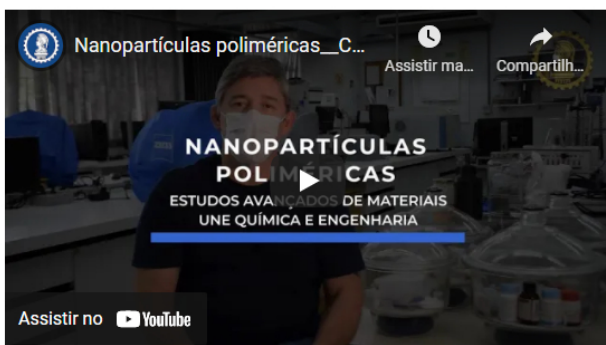 Nanopartículas poliméricas__C...
Assistir ma...
Compartilh...
NANOPARTÍCULAS
POLIMÉRICAS
ESTUDOS AVANÇADOS DE MATERIAIS
UNE QUÍMICA E ENGENHARIA
Assistir no YouTube